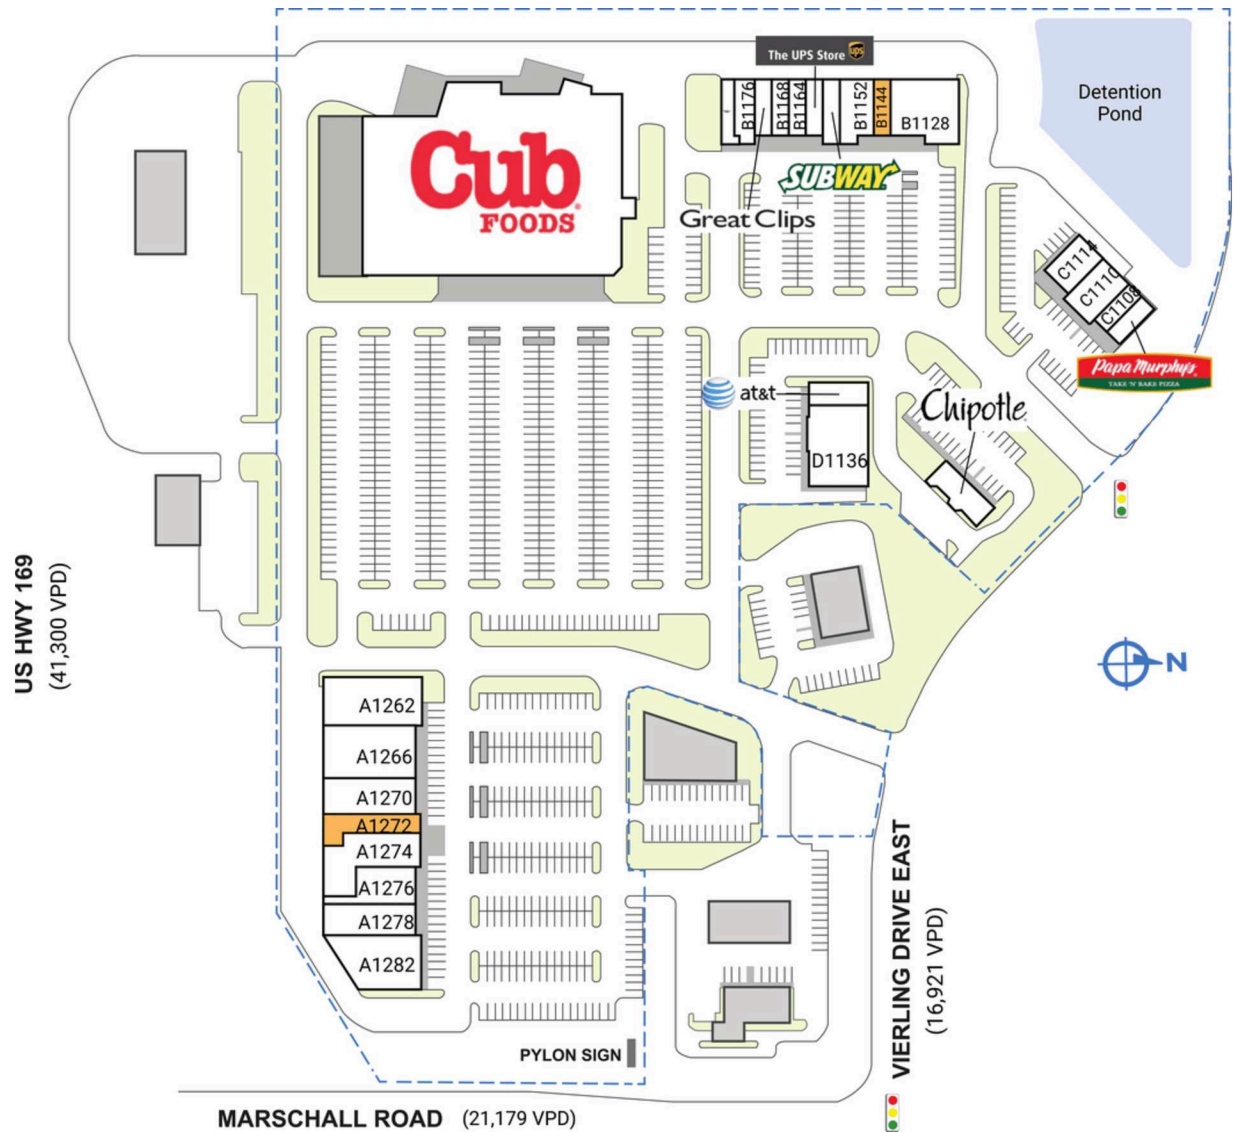 The UPS Store ups
Detention
Pond
B1176
B1168
B1164
B1152
B1144
B1128
Cub
FOODS
SUBWAY
Great Clips
C1114
C1110
C1108
Papa Murphy's
TAKE 'N' BAKE PIZZA
at&t
Chipotle
D1136
US HWY 169
(41,300 VPD)
N
A1262
A1266
A1270
A1272
A1274
A1276
A1278
A1282
VIERLING DRIVE EAST
(16,921 VPD)
PYLON SIGN
MARSCHALL ROAD (21,179 VPD)